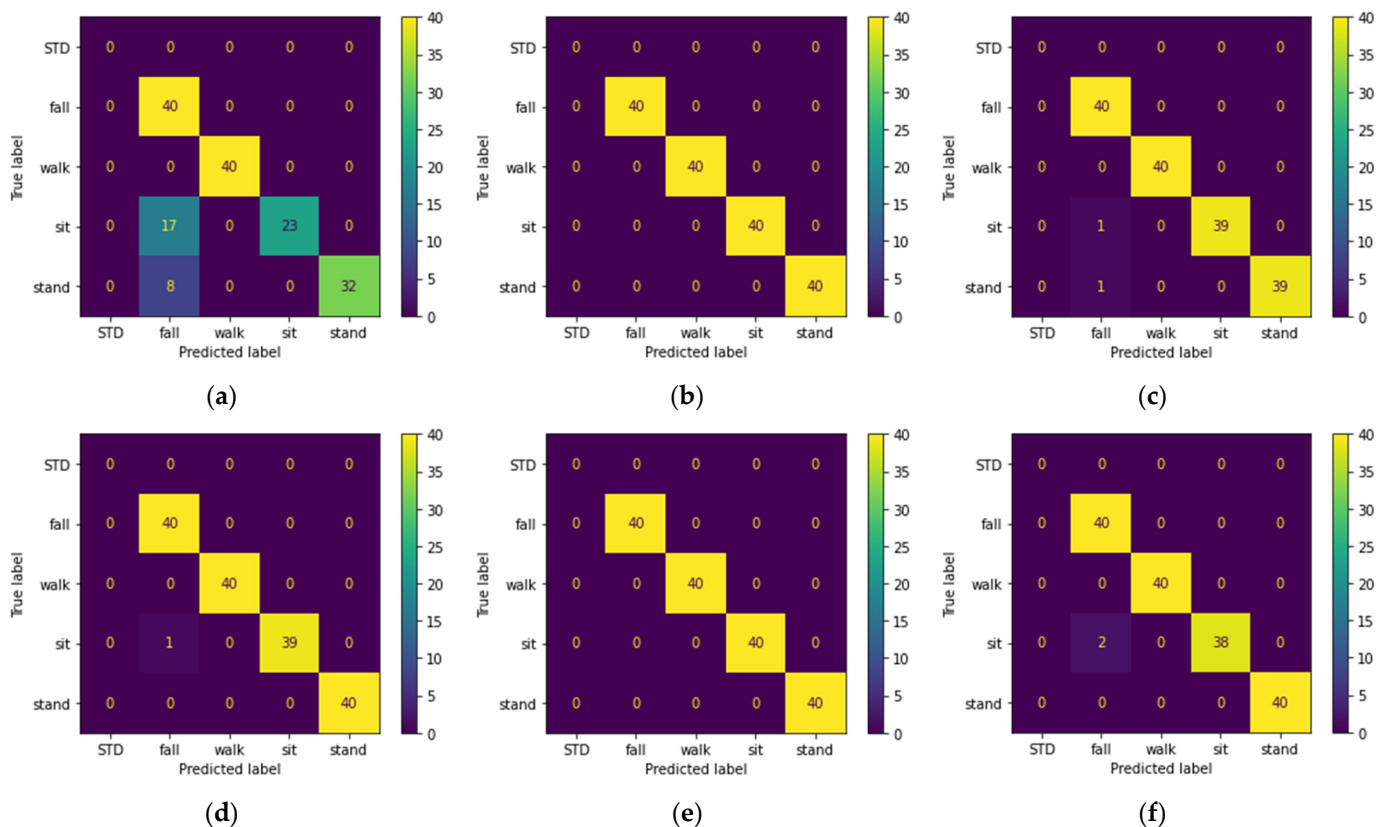 STD 0 0 0 0 0 40
35
fall 0 40 0 0 0 30
25
walk 0 0 40 0 0 20
15
sit 0 17 0 23 0 10
5
stand 0 8 0 0 32 0
STD fall walk sit stand
True label
Predicted label
(a)
STD 0 0 0 0 0 40
35
fall 0 40 0 0 0 30
25
walk 0 0 40 0 0 20
15
sit 0 0 0 40 0 10
5
stand 0 0 0 0 40 0
STD fall walk sit stand
True label
Predicted label
(b)
STD 0 0 0 0 0 40
35
fall 0 40 0 0 0 30
25
walk 0 0 40 0 0 20
15
sit 0 1 0 39 0 10
5
stand 0 1 0 0 39 0
STD fall walk sit stand
True label
Predicted label
(c)
STD 0 0 0 0 0 40
35
fall 0 40 0 0 0 30
25
walk 0 0 40 0 0 20
15
sit 0 1 0 39 0 10
5
stand 0 0 0 0 40 0
STD fall walk sit stand
True label
Predicted label
(d)
STD 0 0 0 0 0 40
35
fall 0 40 0 0 0 30
25
walk 0 0 40 0 0 20
15
sit 0 0 0 40 0 10
5
stand 0 0 0 0 40 0
STD fall walk sit stand
True label
Predicted label
(e)
STD 0 0 0 0 0 40
35
fall 0 40 0 0 0 30
25
walk 0 0 40 0 0 20
15
sit 0 2 0 38 0 10
5
stand 0 0 0 0 40 0
STD fall walk sit stand
True label
Predicted label
(f)